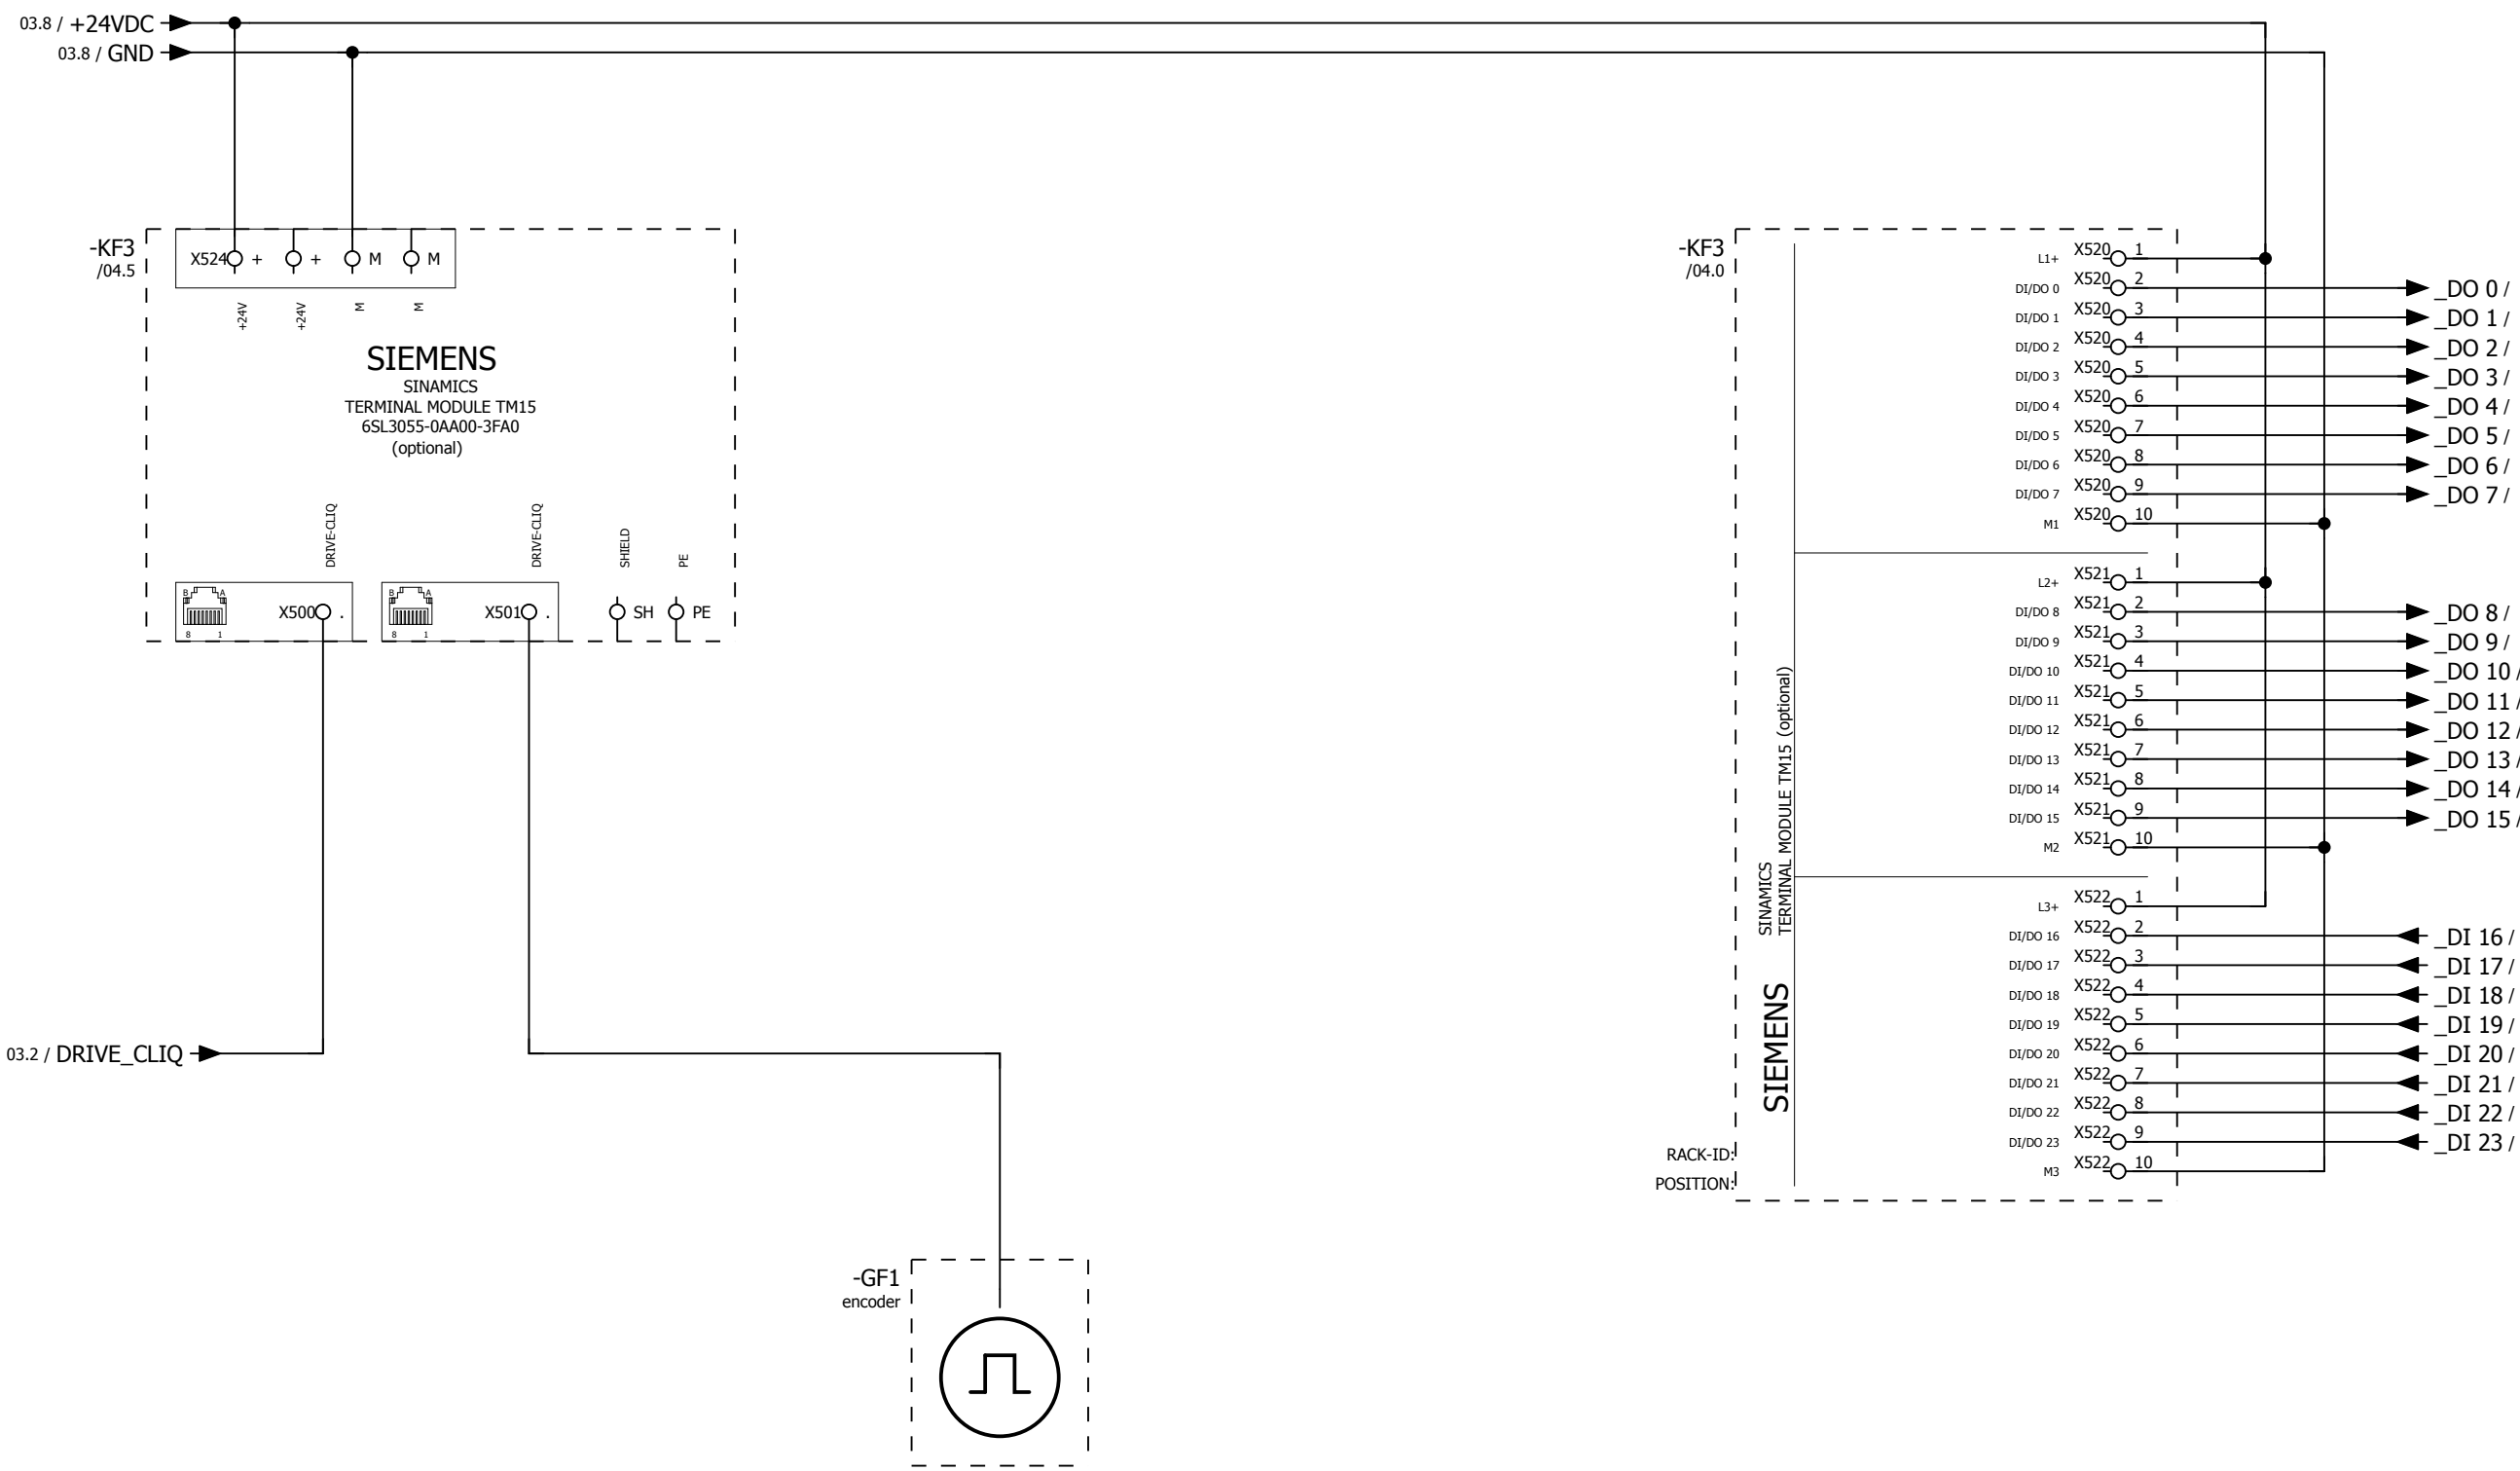 03.8 / +24VDC
03.8 / GND
-KF3
/04.5
X524 + + M M
+24V +24V M M
SIEMENS
SINAMICS
TERMINAL MODULE TM15
6SL3055-0AA00-3FA0
(optional)
DRIVE-CLIQ DRIVE-CLIQ SHIELD PE
B A B A
X500 . X501 . SH PE
8 1 8 1
03.2 / DRIVE_CLIQ
-GF1
encoder
-KF3
/04.0
SIEMENS
SINAMICS
TERMINAL MODULE TM15 (optional)
RACK-ID:
POSITION:
L1+ X520 1
DI/DO 0 X520 2 _DO 0 /
DI/DO 1 X520 3 _DO 1 /
DI/DO 2 X520 4 _DO 2 /
DI/DO 3 X520 5 _DO 3 /
DI/DO 4 X520 6 _DO 4 /
DI/DO 5 X520 7 _DO 5 /
DI/DO 6 X520 8 _DO 6 /
DI/DO 7 X520 9 _DO 7 /
M1 X520 10
L2+ X521 1
DI/DO 8 X521 2 _DO 8 /
DI/DO 9 X521 3 _DO 9 /
DI/DO 10 X521 4 _DO 10 /
DI/DO 11 X521 5 _DO 11 /
DI/DO 12 X521 6 _DO 12 /
DI/DO 13 X521 7 _DO 13 /
DI/DO 14 X521 8 _DO 14 /
DI/DO 15 X521 9 _DO 15 /
M2 X521 10
L3+ X522 1
DI/DO 16 X522 2 _DI 16 /
DI/DO 17 X522 3 _DI 17 /
DI/DO 18 X522 4 _DI 18 /
DI/DO 19 X522 5 _DI 19 /
DI/DO 20 X522 6 _DI 20 /
DI/DO 21 X522 7 _DI 21 /
DI/DO 22 X522 8 _DI 22 /
DI/DO 23 X522 9 _DI 23 /
M3 X522 10